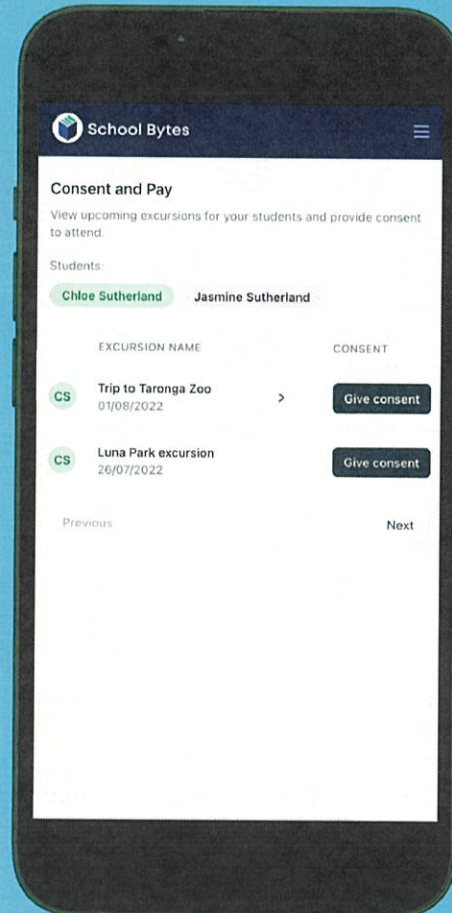 School Bytes
Consent and Pay
View upcoming excursions for your students and provide consent
to attend.
Students:
Chloe Sutherland Jasmine Sutherland
EXCURSION NAME CONSENT
CS Trip to Taronga Zoo > Give consent
01/08/2022
CS Luna Park excursion Give consent
26/07/2022
Previous Next